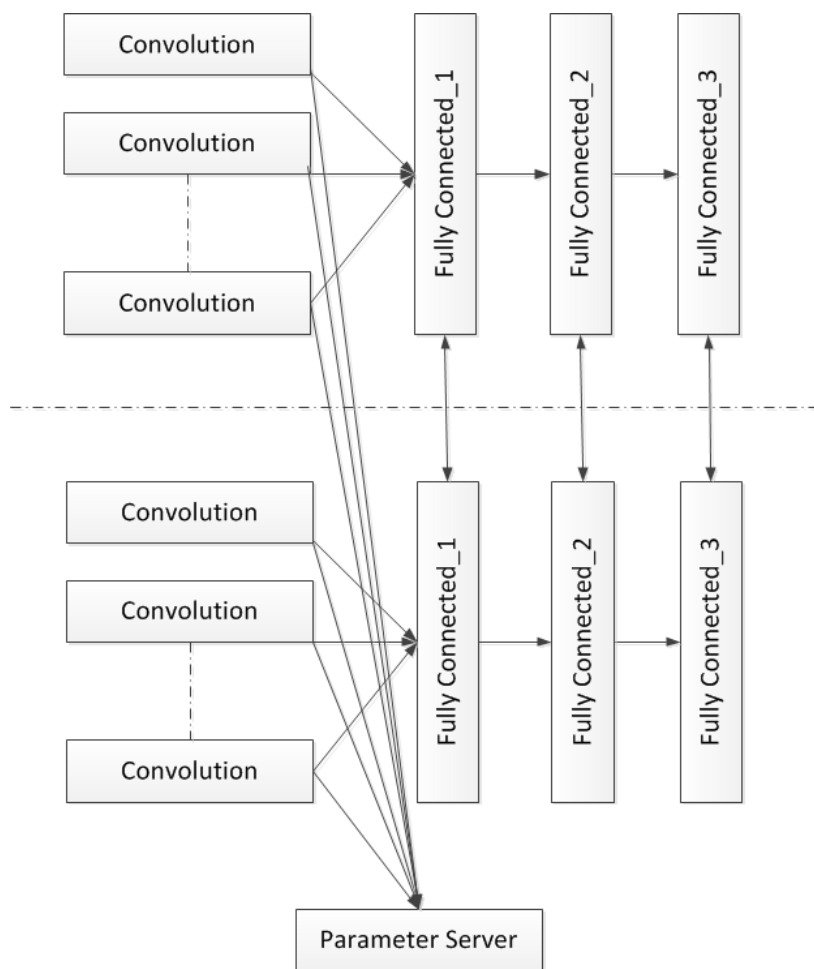 Convolution
Convolution
Convolution
Fully Connected_1
Fully Connected_2
Fully Connected_3
Convolution
Convolution
Convolution
Fully Connected_1
Fully Connected_2
Fully Connected_3
Parameter Server